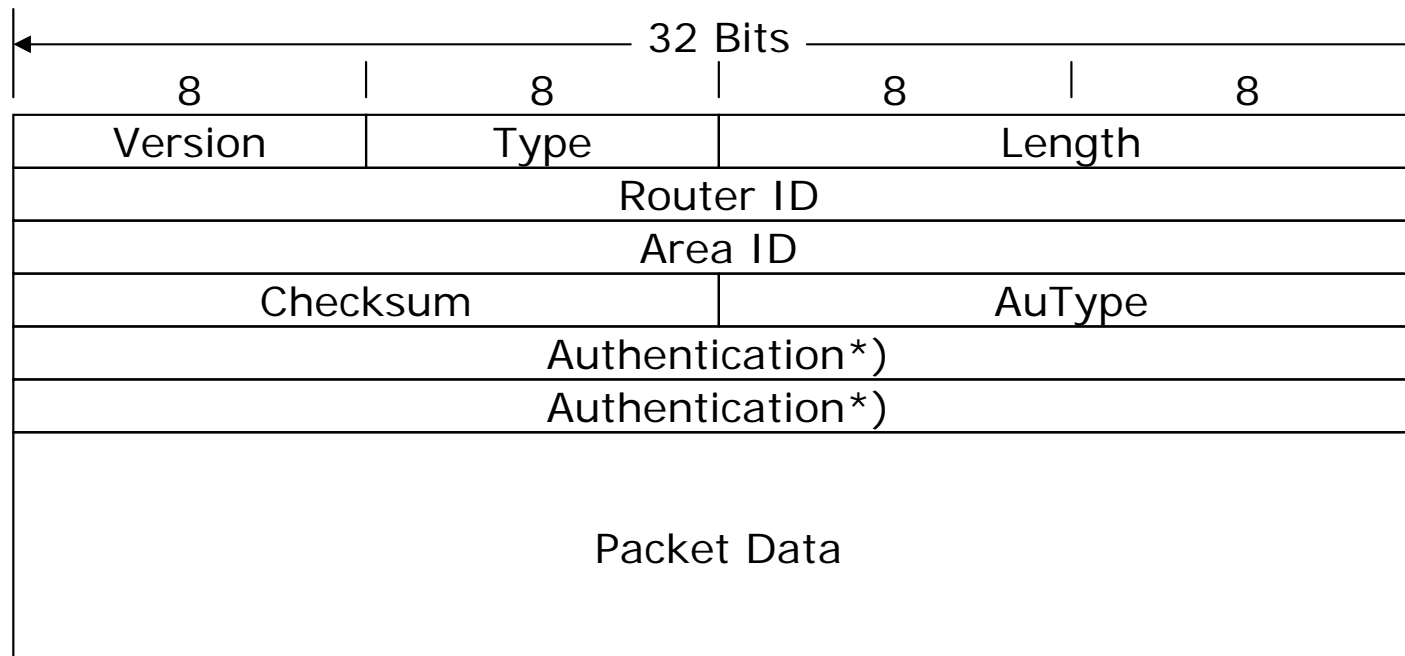 32 Bits
8 8 8 8
Version Type Length
Router ID
Area ID
Checksum AuType
Authentication*)
Authentication*)
Packet Data